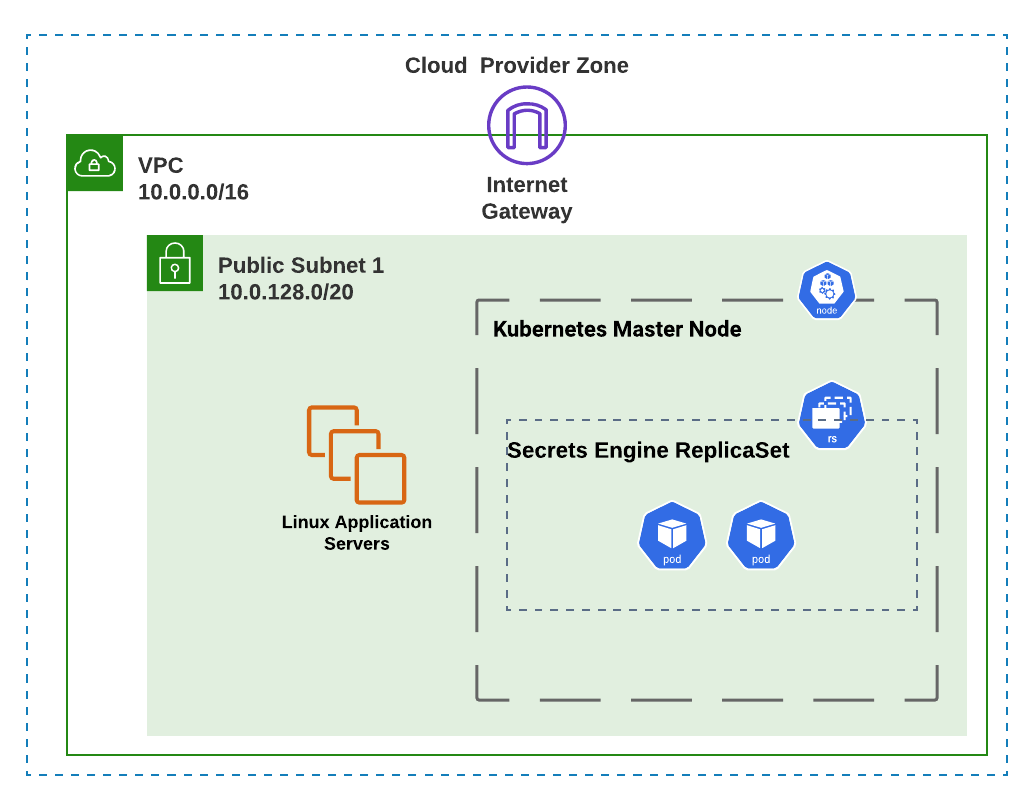 Cloud  Provider Zone
VPC
10.0.0.0/16
Internet
Gateway
Public Subnet 1
10.0.128.0/20
node
Kubernetes Master Node
rs
Secrets Engine ReplicaSet
Linux Application
Servers
pod
pod